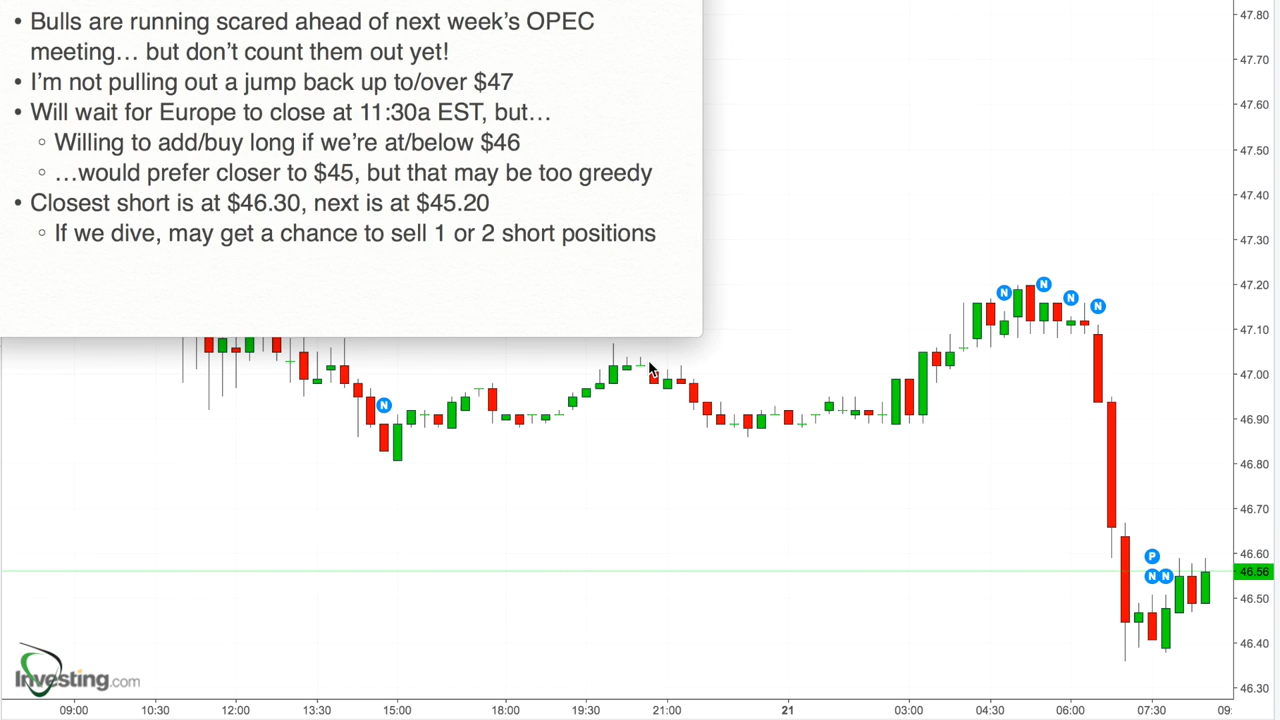 • Bulls are running scared ahead of next week’s OPEC
meeting… but don’t count them out yet!
• I’m not pulling out a jump back up to/over $47
• Will wait for Europe to close at 11:30a EST, but…
◦ Willing to add/buy long if we’re at/below $46
◦ …would prefer closer to $45, but that may be too greedy
• Closest short is at $46.30, next is at $45.20
◦ If we dive, may get a chance to sell 1 or 2 short positions
47.80
47.70
47.60
47.50
47.40
47.30
47.20
47.10
47.00
46.90
46.80
46.70
46.60
46.56
46.50
46.40
46.30
N N N N
N
P
N N
Investing.com
09:00 10:30 12:00 13:30 15:00 18:00 19:30 21:00 21 03:00 04:30 06:00 07:30 09: